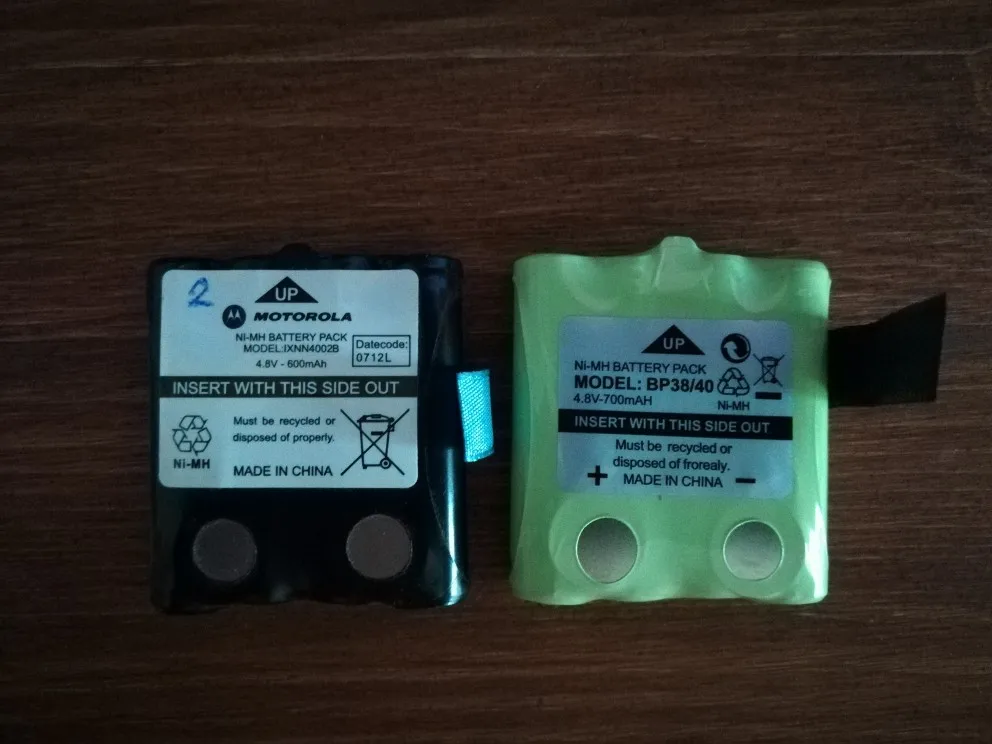 2
UP
MOTOROLA
NI-MH BATTERY PACK
MODEL:IXNN4002B
4.8V - 600mAh
Datecode:
0712L
INSERT WITH THIS SIDE OUT
Must be recycled or
disposed of properly.
Ni-MH
MADE IN CHINA
UP
NI-MH BATTERY PACK
MODEL: BP38/40
4.8V-700mAH
Ni-MH
INSERT WITH THIS SIDE OUT
Must be recycled or
disposed of frorealy.
+ MADE IN CHINA −